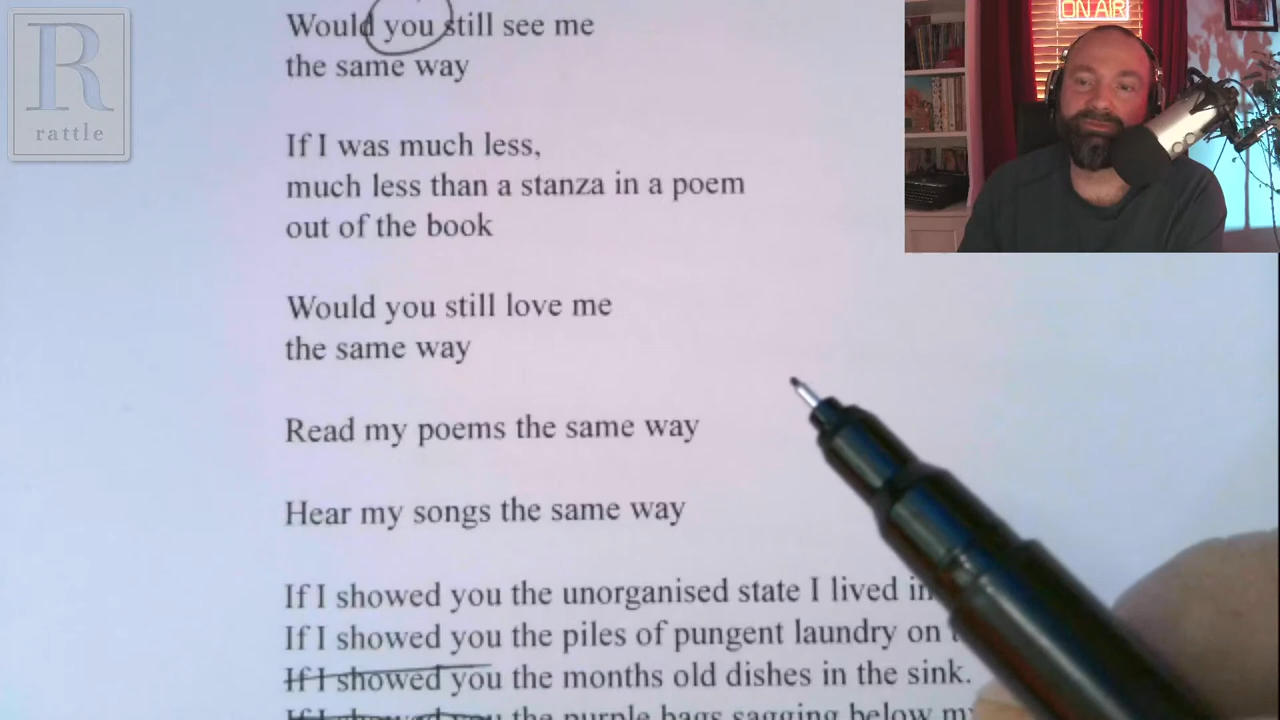 R
rattle
ON AIR
Would you still see me
the same way
If I was much less,
much less than a stanza in a poem
out of the book
Would you still love me
the same way
Read my poems the same way
Hear my songs the same way
If I showed you the unorganised state I lived in
If I showed you the piles of pungent laundry on
If I showed you the months old dishes in the sink.
If I showed you the purple bags sagging below my